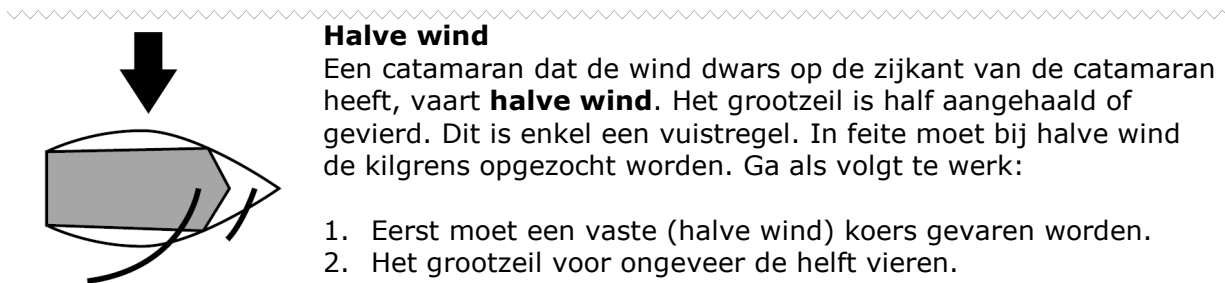 Halve wind
Een catamaran dat de wind dwars op de zijkant van de catamaran
heeft, vaart halve wind. Het grootzeil is half aangehaald of
gevierd. Dit is enkel een vuistregel. In feite moet bij halve wind
de kilgrens opgezocht worden. Ga als volgt te werk:
1. Eerst moet een vaste (halve wind) koers gevaren worden.
2. Het grootzeil voor ongeveer de helft vieren.